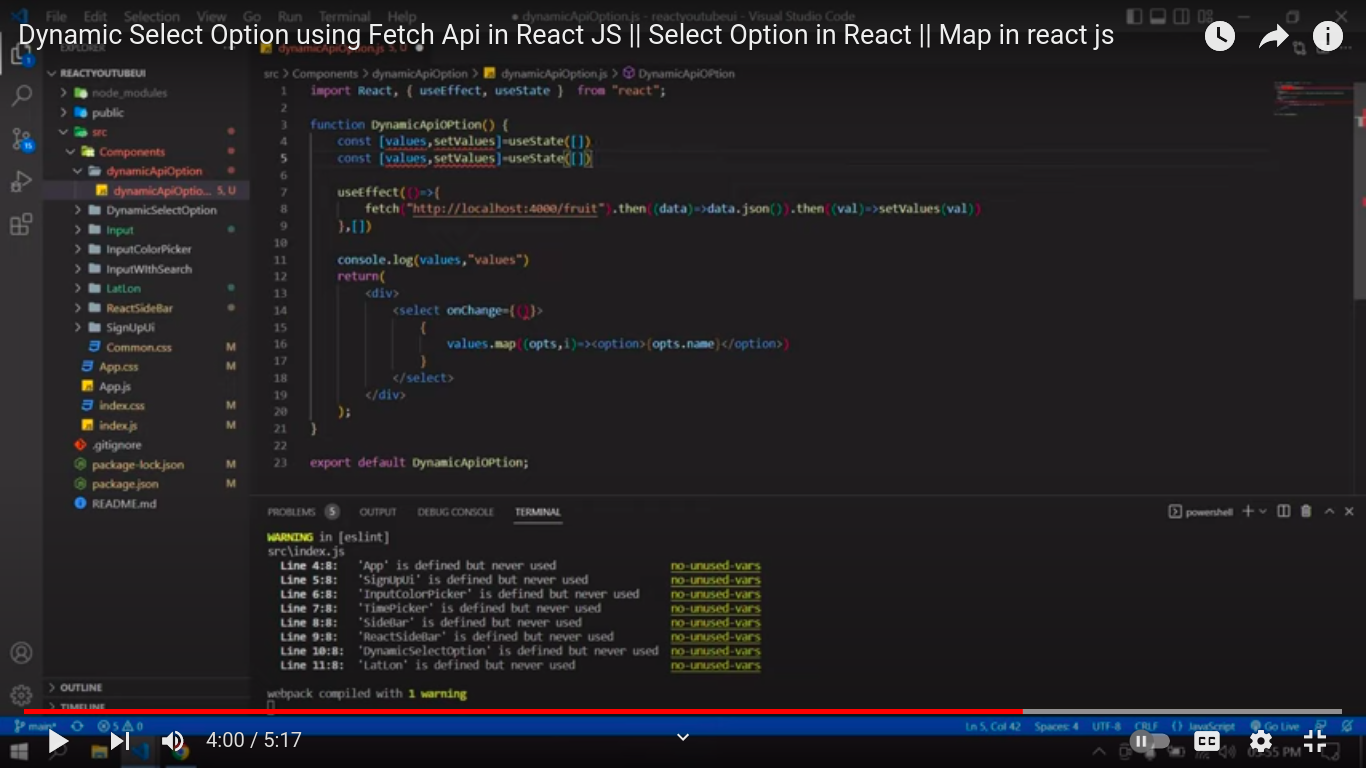 File Edit Selection View Go Run Terminal Help
dynamicApiOption.js - reactyoutubeui - Visual Studio Code
Dynamic Select Option using Fetch Api in React JS || Select Option in React || Map in react js
EXPLORER
dynamicApiOption.js 5, U
src > Components > dynamicApiOption > dynamicApiOption.js > DynamicApiOPtion
REACTYOUTUBEUI
node_modules
public
src
Components
dynamicApiOption
dynamicApiOptio... 5, U
DynamicSelectOption
Input
InputColorPicker
InputWIthSearch
LatLon
ReactSideBar
SignUpUi
Common.css M
App.css M
App.js
index.css M
index.js M
.gitignore
package-lock.json M
package.json M
README.md
OUTLINE
TIMELINE
1 import React, { useEffect, useState } from "react";
2
3 function DynamicApiOPtion() {
4 const [values,setValues]=useState([])
5 const [values,setValues]=useState([])
6
7 useEffect(()=>{
8 fetch("http://localhost:4000/fruit").then((data)=>data.json()).then((val)=>setValues(val))
9 },[])
10
11 console.log(values,"values")
12 return(
13 <div>
14 <select onChange={()}>
15 {
16 values.map((opts,i)=><option>{opts.name}</option>)
17 }
18 </select>
19 </div>
20 );
21 }
22
23 export default DynamicApiOPtion;
PROBLEMS 5 OUTPUT DEBUG CONSOLE TERMINAL
powershell
WARNING in [eslint]
src\index.js
Line 4:8: 'App' is defined but never used no-unused-vars
Line 5:8: 'SignUpUi' is defined but never used no-unused-vars
Line 6:8: 'InputColorPicker' is defined but never used no-unused-vars
Line 7:8: 'TimePicker' is defined but never used no-unused-vars
Line 8:8: 'SideBar' is defined but never used no-unused-vars
Line 9:8: 'ReactSideBar' is defined but never used no-unused-vars
Line 10:8: 'DynamicSelectOption' is defined but never used no-unused-vars
Line 11:8: 'LatLon' is defined but never used no-unused-vars
webpack compiled with 1 warning
main* 5 0
Ln 5, Col 42 Spaces: 4 UTF-8 CRLF {} JavaScript Go Live
4:00 / 5:17
CC